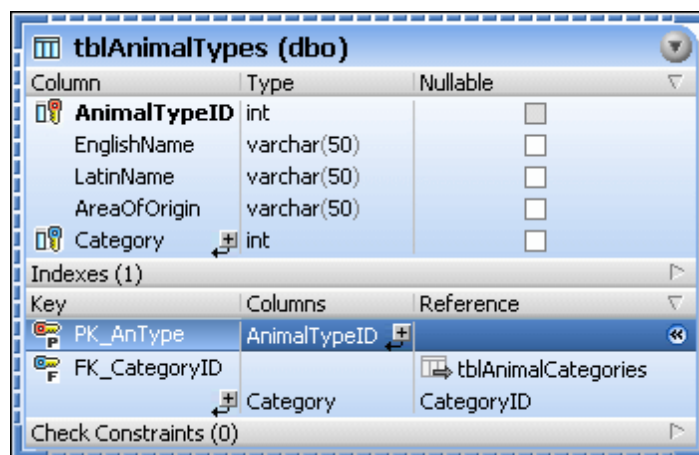 tblAnimalTypes (dbo)
Column Type Nullable
AnimalTypeID int
EnglishName varchar(50)
LatinName varchar(50)
AreaOfOrigin varchar(50)
Category int
Indexes (1)
Key Columns Reference
P PK_AnType AnimalTypeID
F FK_CategoryID tblAnimalCategories
Category CategoryID
Check Constraints (0)